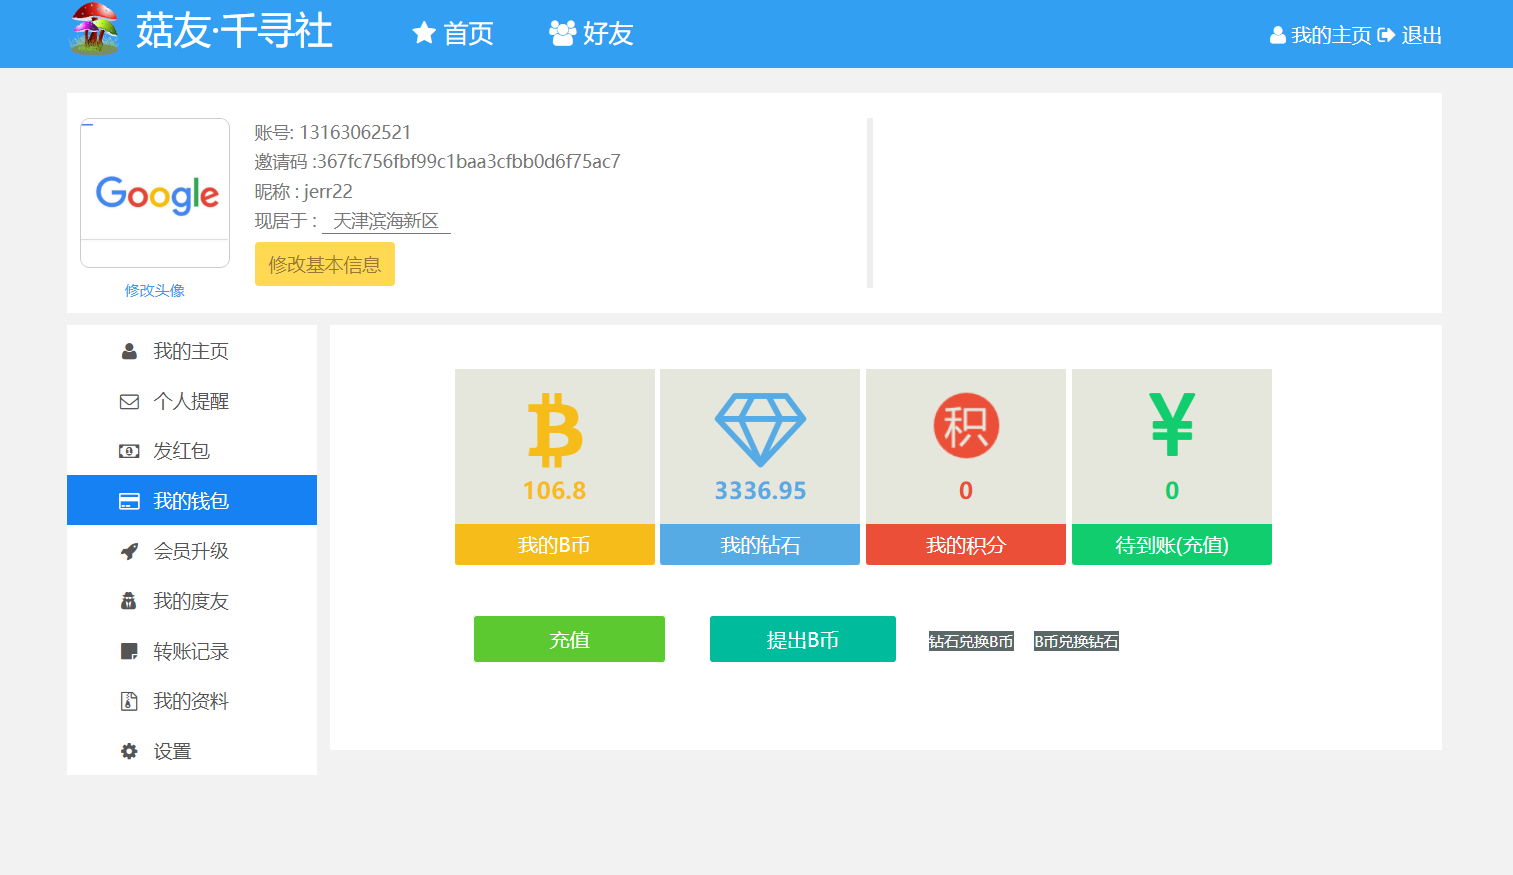 菇友·千寻社
首页
好友
我的主页
退出
Google
修改头像
账号: 13163062521
邀请码 :367fc756fbf99c1baa3cfbb0d6f75ac7
昵称 : jerr22
现居于 : 天津滨海新区
修改基本信息
我的主页
个人提醒
发红包
我的钱包
会员升级
我的度友
转账记录
我的资料
设置
106.8
我的B币
3336.95
我的钻石
积
0
我的积分
¥
0
待到账(充值)
充值
提出B币
钻石兑换B币
B币兑换钻石